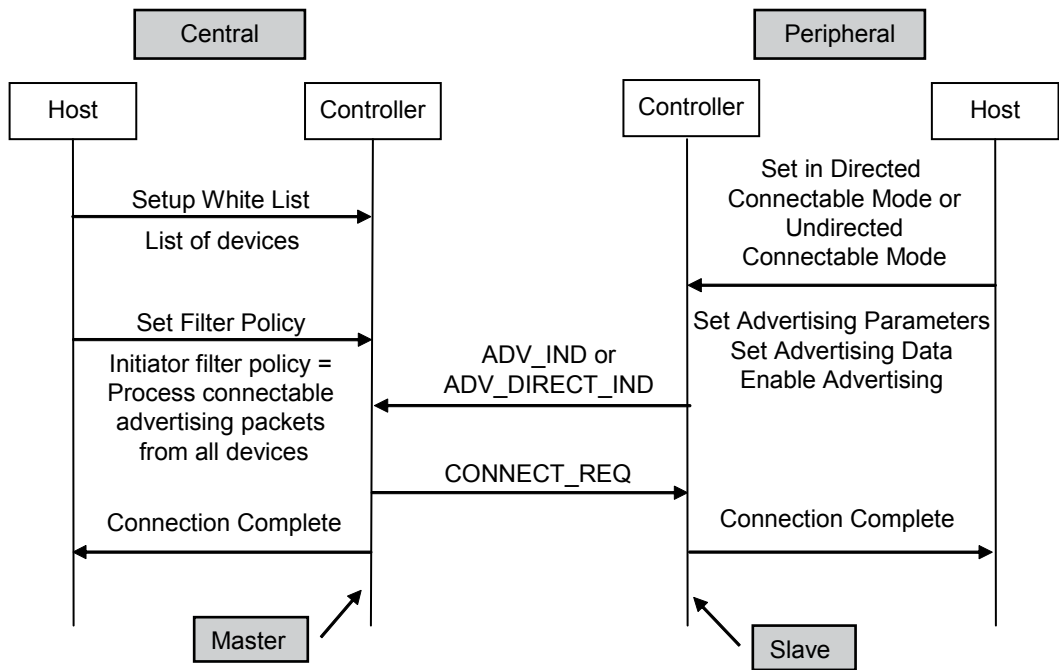 Central
Peripheral
Host
Controller
Controller
Host
Setup White List
List of devices
Set in Directed
Connectable Mode or
Undirected
Connectable Mode
Set Filter Policy
Initiator filter policy =
Process connectable
advertising packets
from all devices
Set Advertising Parameters
Set Advertising Data
Enable Advertising
ADV_IND or
ADV_DIRECT_IND
CONNECT_REQ
Connection Complete
Connection Complete
Master
Slave